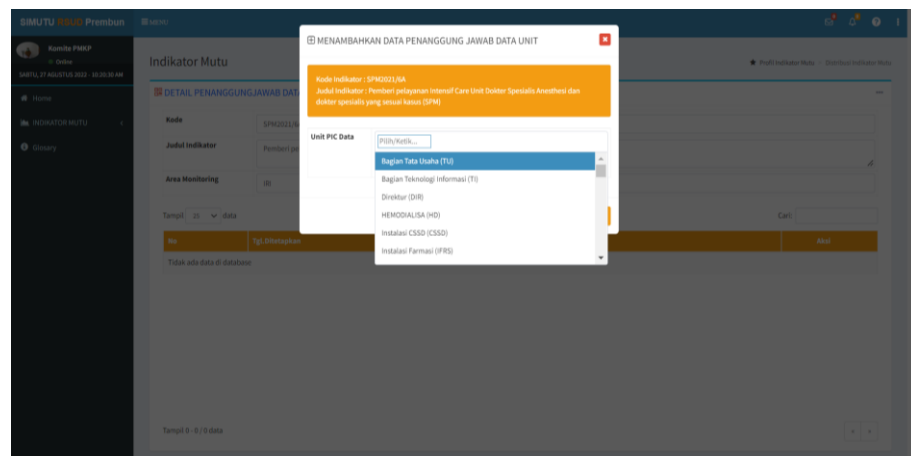 SIMUTU RSUD Prembun
MENU
Komite PMKP
Online
SABTU, 27 AGUSTUS 2022 - 10:30:30 AM
Home
INDIKATOR MUTU
Glosary
Indikator Mutu
Profil Indikator Mutu
Distribusi Indikator Mutu
DETAIL PENANGGUNGJAWAB DATA
Kode
SPM2021/6A
Judul Indikator
Pemberi pe
Area Monitoring
Tampil 25 data
Cari:
No
Tgl.Ditetapkan
Aksi
Tidak ada data di database
Tampil 0 - 0 / 0 data
MENAMBAHKAN DATA PENANGGUNG JAWAB DATA UNIT
Kode Indikator : SPM2021/6A
Judul Indikator : Pemberi pelayanan Intensif Care Unit Dokter Spesialis Anesthesi dan
dokter spesialis yang sesuai kasus (SPM)
Unit PIC Data
Pilih/Ketik...
Bagian Tata Usaha (TU)
Bagian Teknologi Informasi (TI)
Direktur (DIR)
HEMODIALISA (HD)
Instalasi CSSD (CSSD)
Instalasi Farmasi (IFRS)